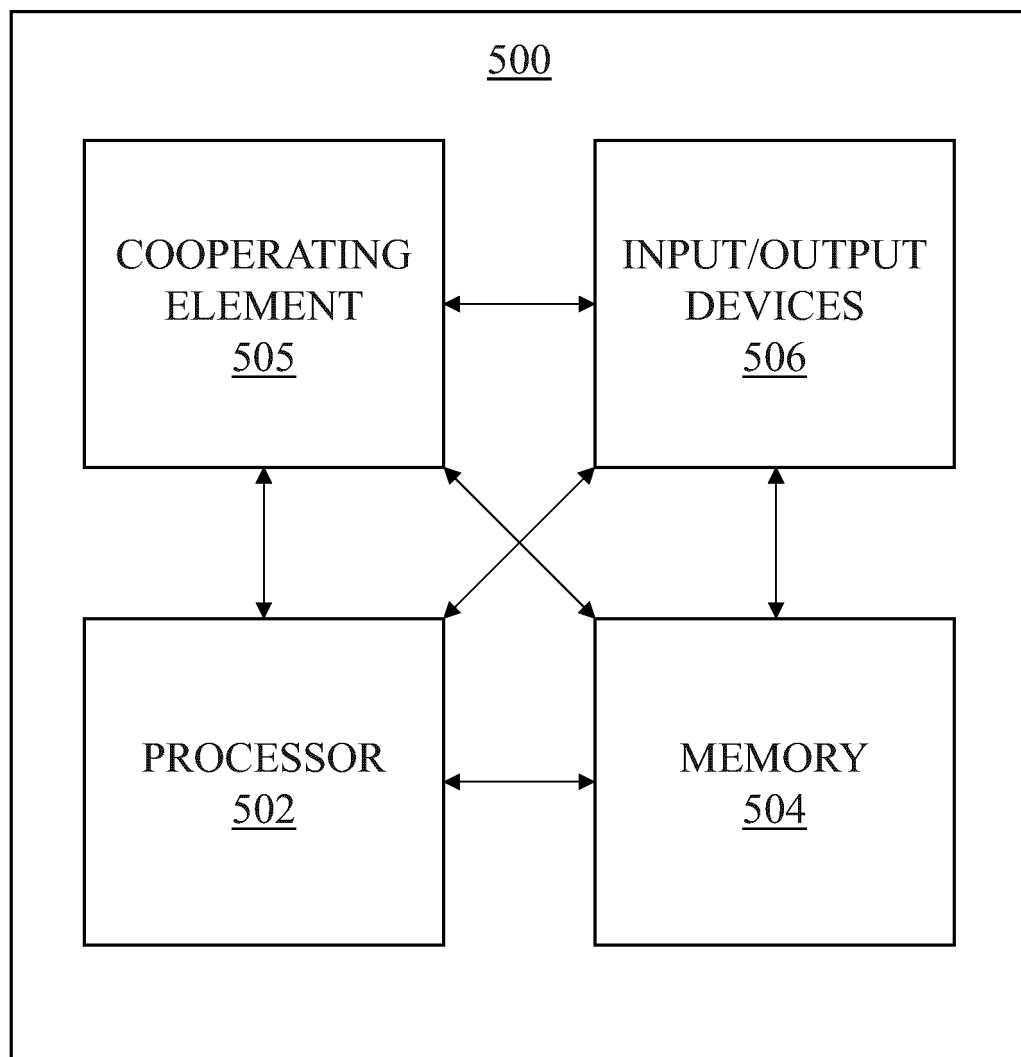 500
COOPERATING
ELEMENT
505
INPUT/OUTPUT
DEVICES
506
PROCESSOR
502
MEMORY
504